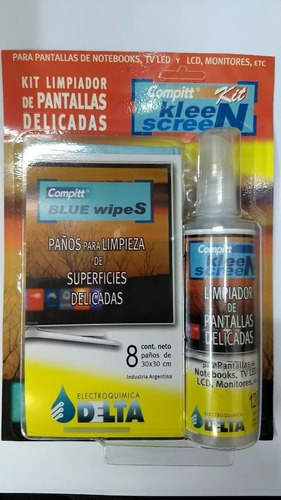 PARA PANTALLAS DE NOTEBOOKS, TV LED Y LCD, MONITORES, ETC
KIT LIMPIADOR
DE PANTALLAS
DELICADAS
Compitt
Kit
kleeN
screeN
Compitt
BLUE wipeS
PAÑOS PARA LIMPIEZA
DE
SUPERFICIES
DELICADAS
8 cont. neto
paños de
30x30 cm
Industria Argentina
ELECTROQUIMICA
DELTA
Compitt
kleeN
screeN
LIMPIADOR
DE
PANTALLAS
DELICADAS
para Pantallas
Notebooks, TV LED
LCD, Monitores
ELECTROQUIMICA
DELTA